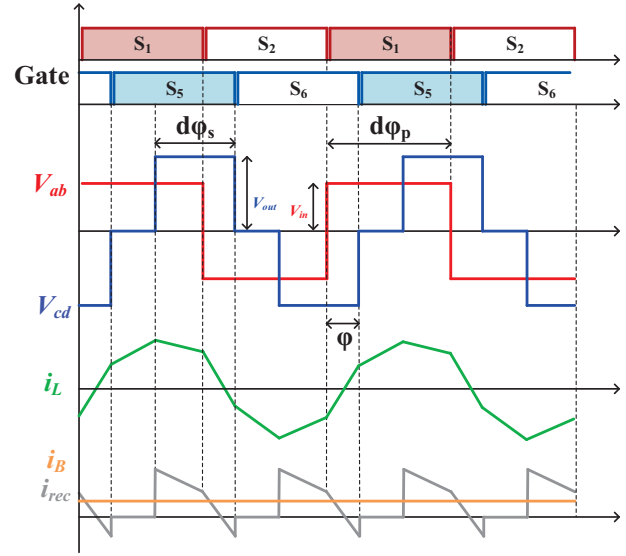 S1 S2 S1 S2
Gate
S5 S6 S5 S6
dφs dφp
Vab
Vout Vin
Vcd
φ
iL
iB
irec